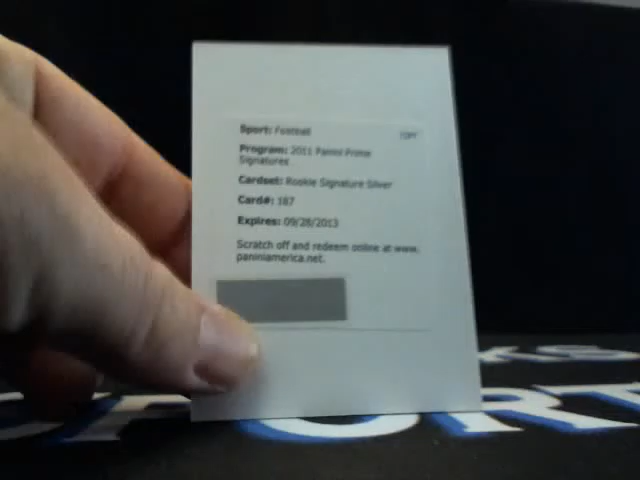 Sport: Football
Program: 2011 Panini Prime
Signatures
Cardset: Rookie Signature Silver
Card#: 187
Expires: 09/28/2013
Scratch off and redeem online at www.
paniniamerica.net.